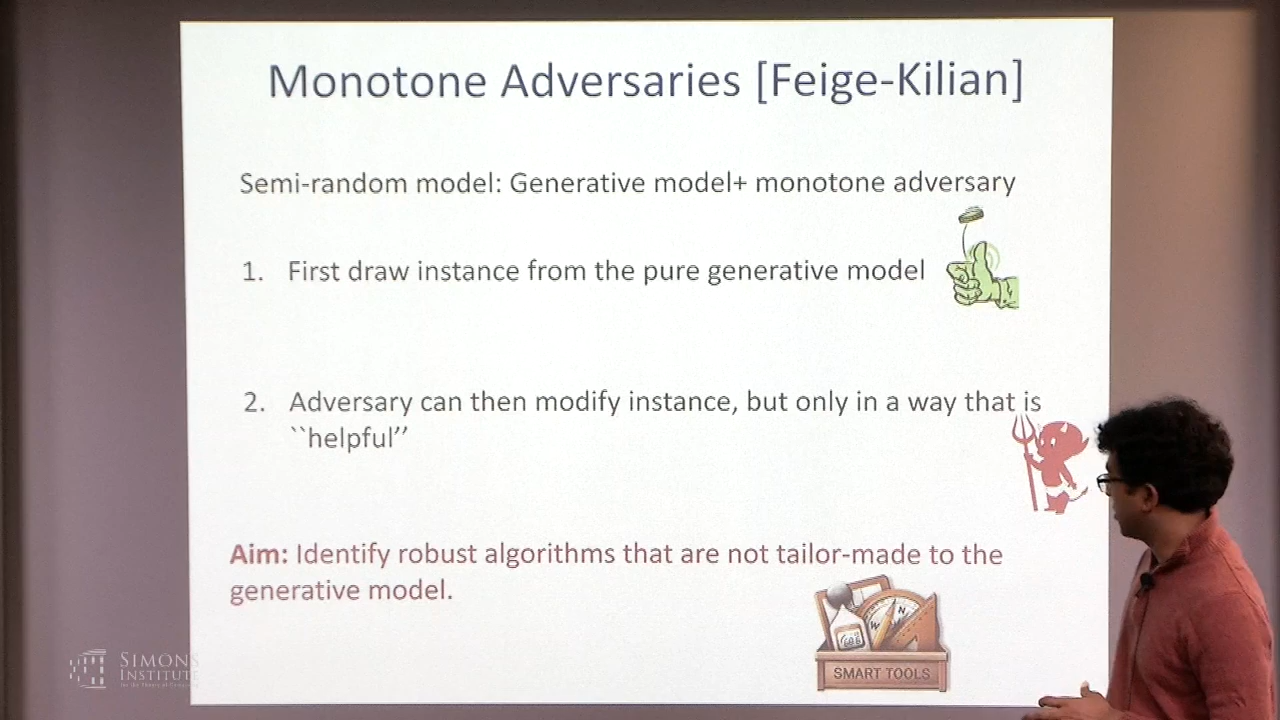 Monotone Adversaries [Feige-Kilian]
Semi-random model: Generative model+ monotone adversary
1. First draw instance from the pure generative model
2. Adversary can then modify instance, but only in a way that is
``helpful’’
Aim: Identify robust algorithms that are not tailor-made to the
generative model.
N
W
SMART TOOLS
SIMONS
INSTITUTE